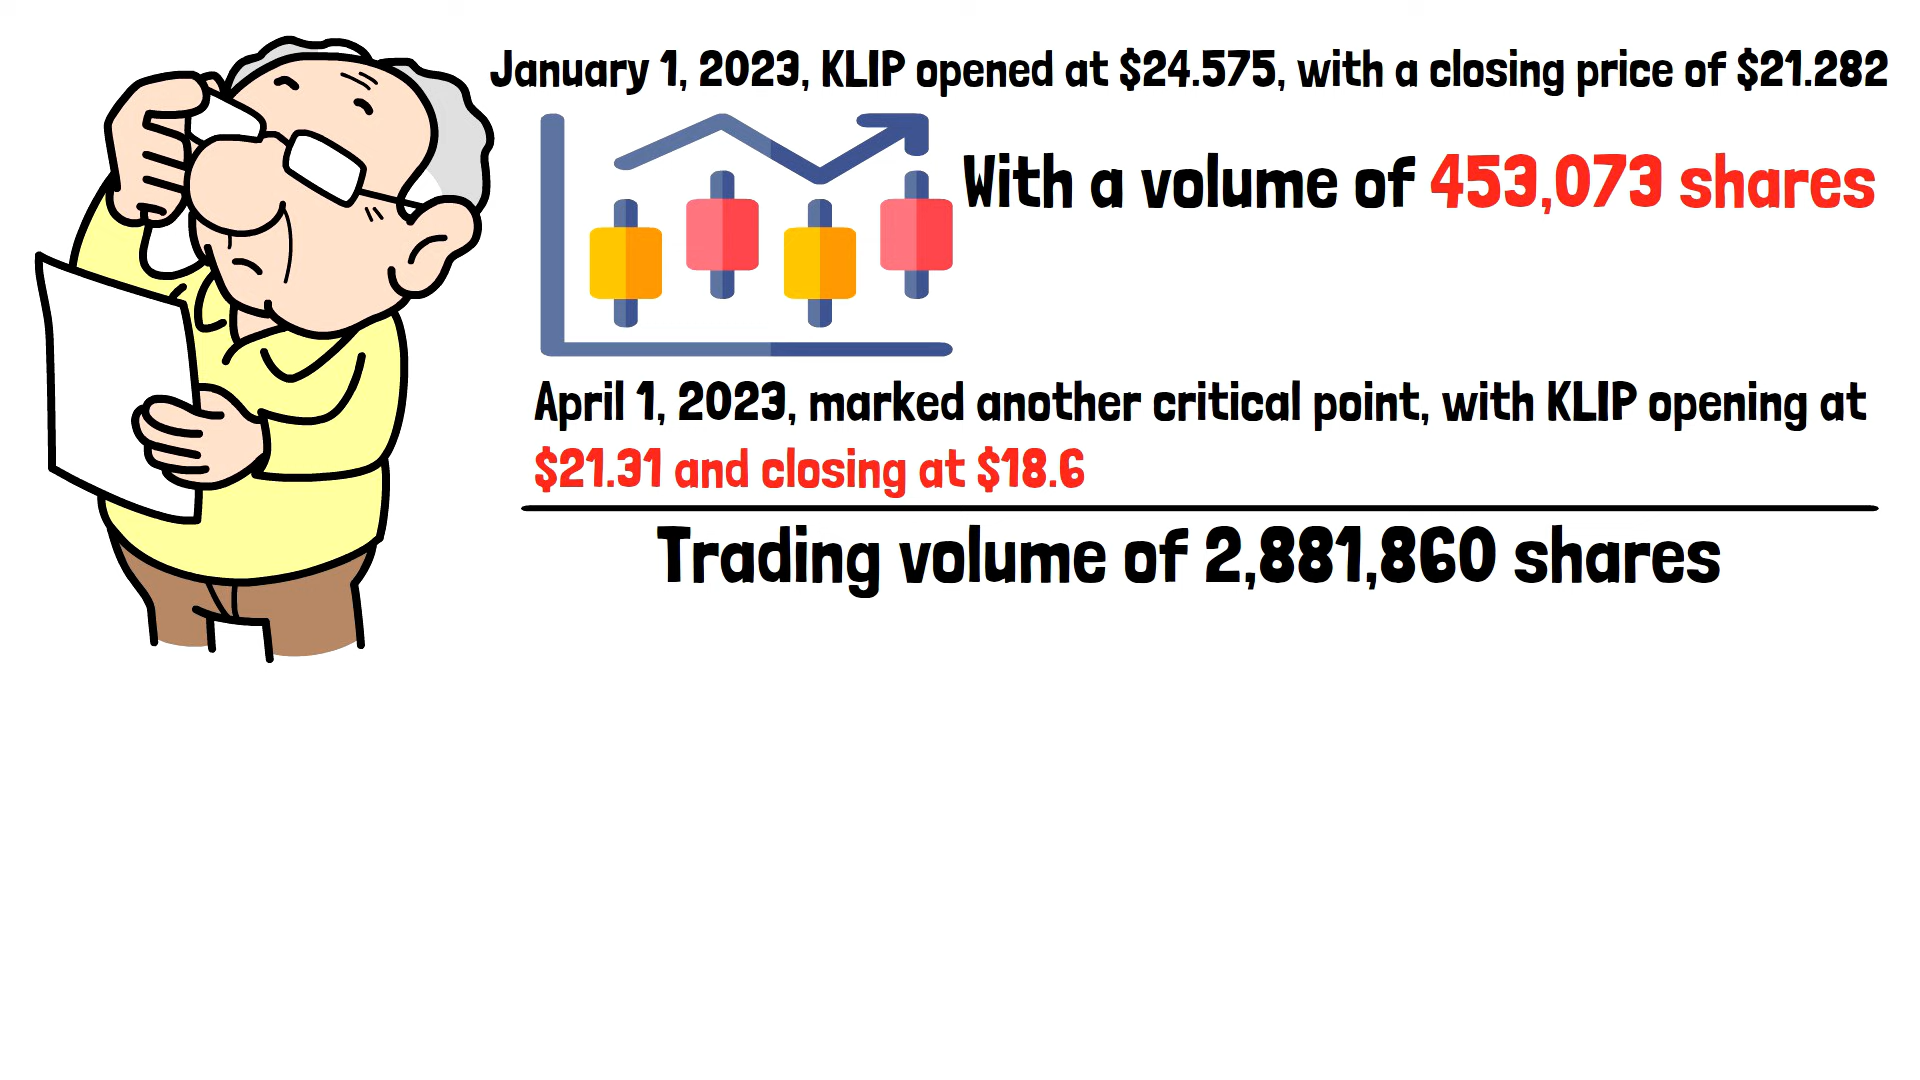 January 1, 2023, KLIP opened at $24.575, with a closing price of $21.282
With a volume of 453,073 shares
April 1, 2023, marked another critical point, with KLIP opening at
$21.31 and closing at $18.6
Trading volume of 2,881,860 shares